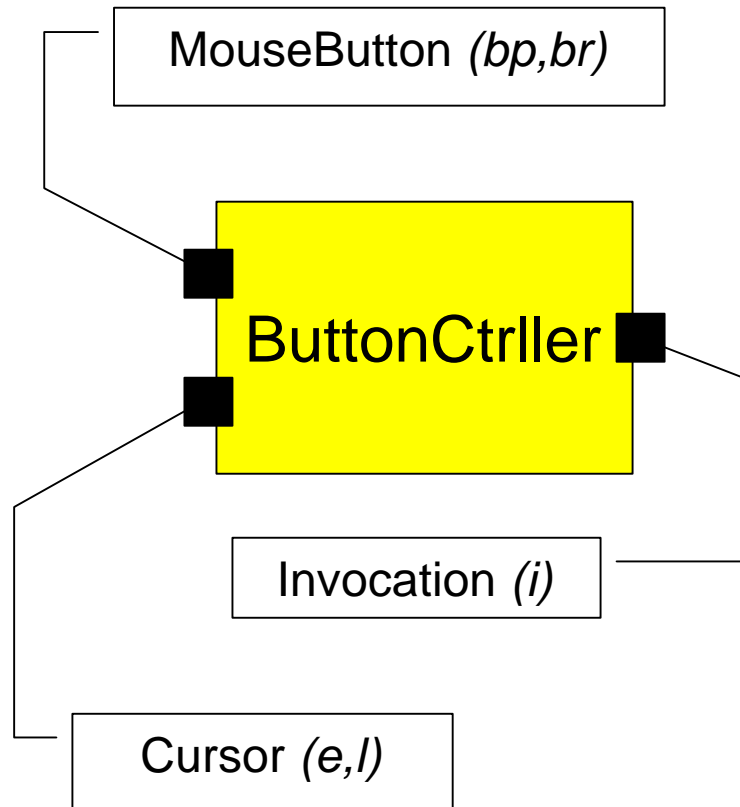 MouseButton (bp,br)
ButtonCtrller
Invocation (i)
Cursor (e,l)